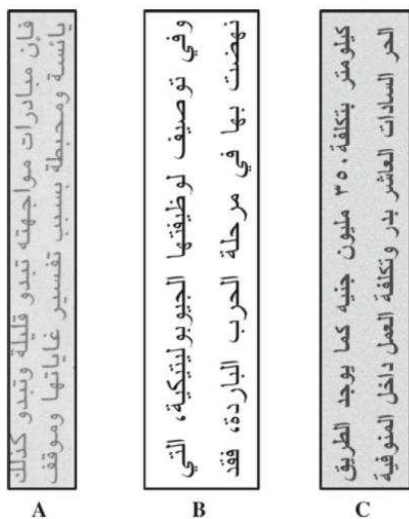 فإن مبادرات مواجهته تبدو قليلة وتبدو كذلك
يائسة ومحبطة بسبب تفسير غاياتها وموقف
A
وفي توصيف لوظيفتها الجيوبوليتيكية، التي
نهضت بها في مرحلة الحرب الباردة، فقد
B
كيلومتر بتكلفة ٣٥٠ مليون جنيه كما يوجد الطريق
الحر السادات العاشر بدر وتكلفة العمل داخل المنوفية
C